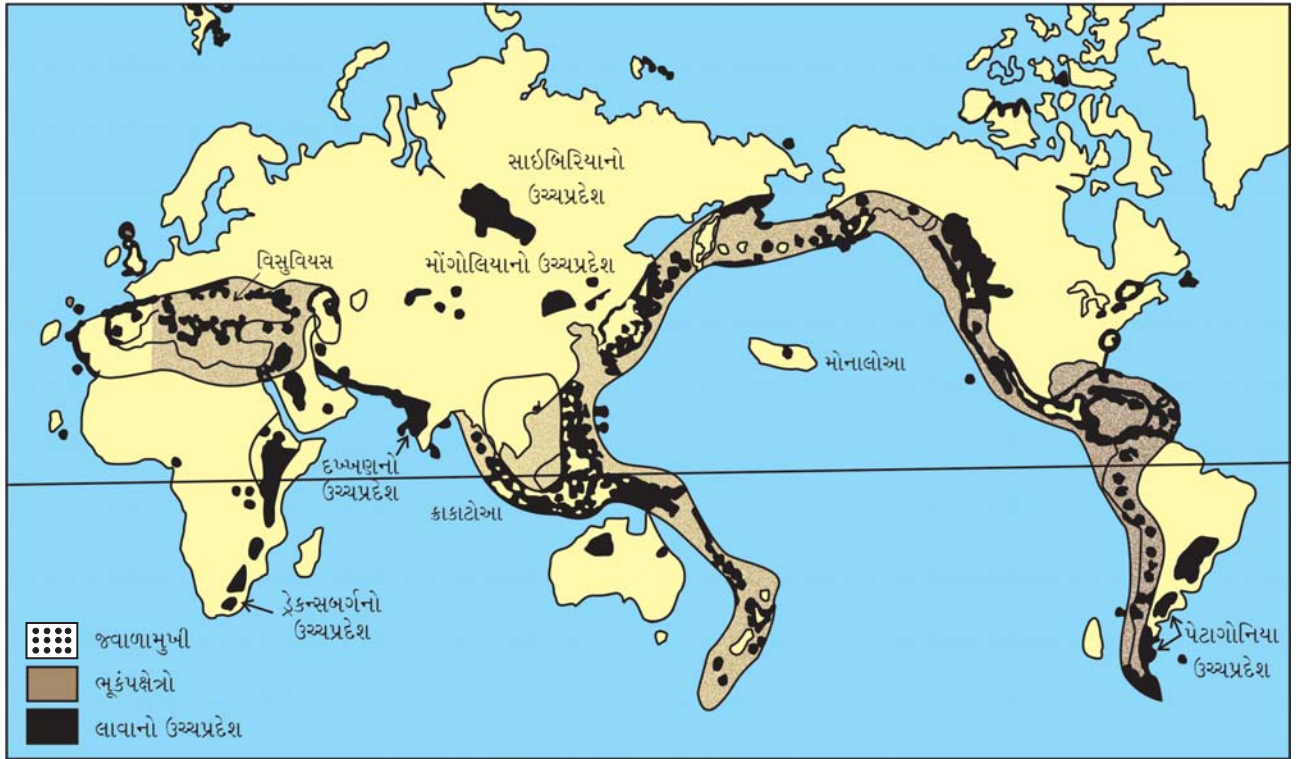 સાઇબિરિયાનો
ઉચ્ચપ્રદેશ
વિસુવિયસ
મોંગોલિયાનો ઉચ્ચપ્રદેશ
મોનાલોઆ
દખ્ખણનો
ઉચ્ચપ્રદેશ
ક્રાકાટોઆ
ડ્રેકન્સબર્ગનો
ઉચ્ચપ્રદેશ
પેટાગોનિયા
ઉચ્ચપ્રદેશ
જ્વાળામુખી
ભૂકંપક્ષેત્રો
લાવાનો ઉચ્ચપ્રદેશ